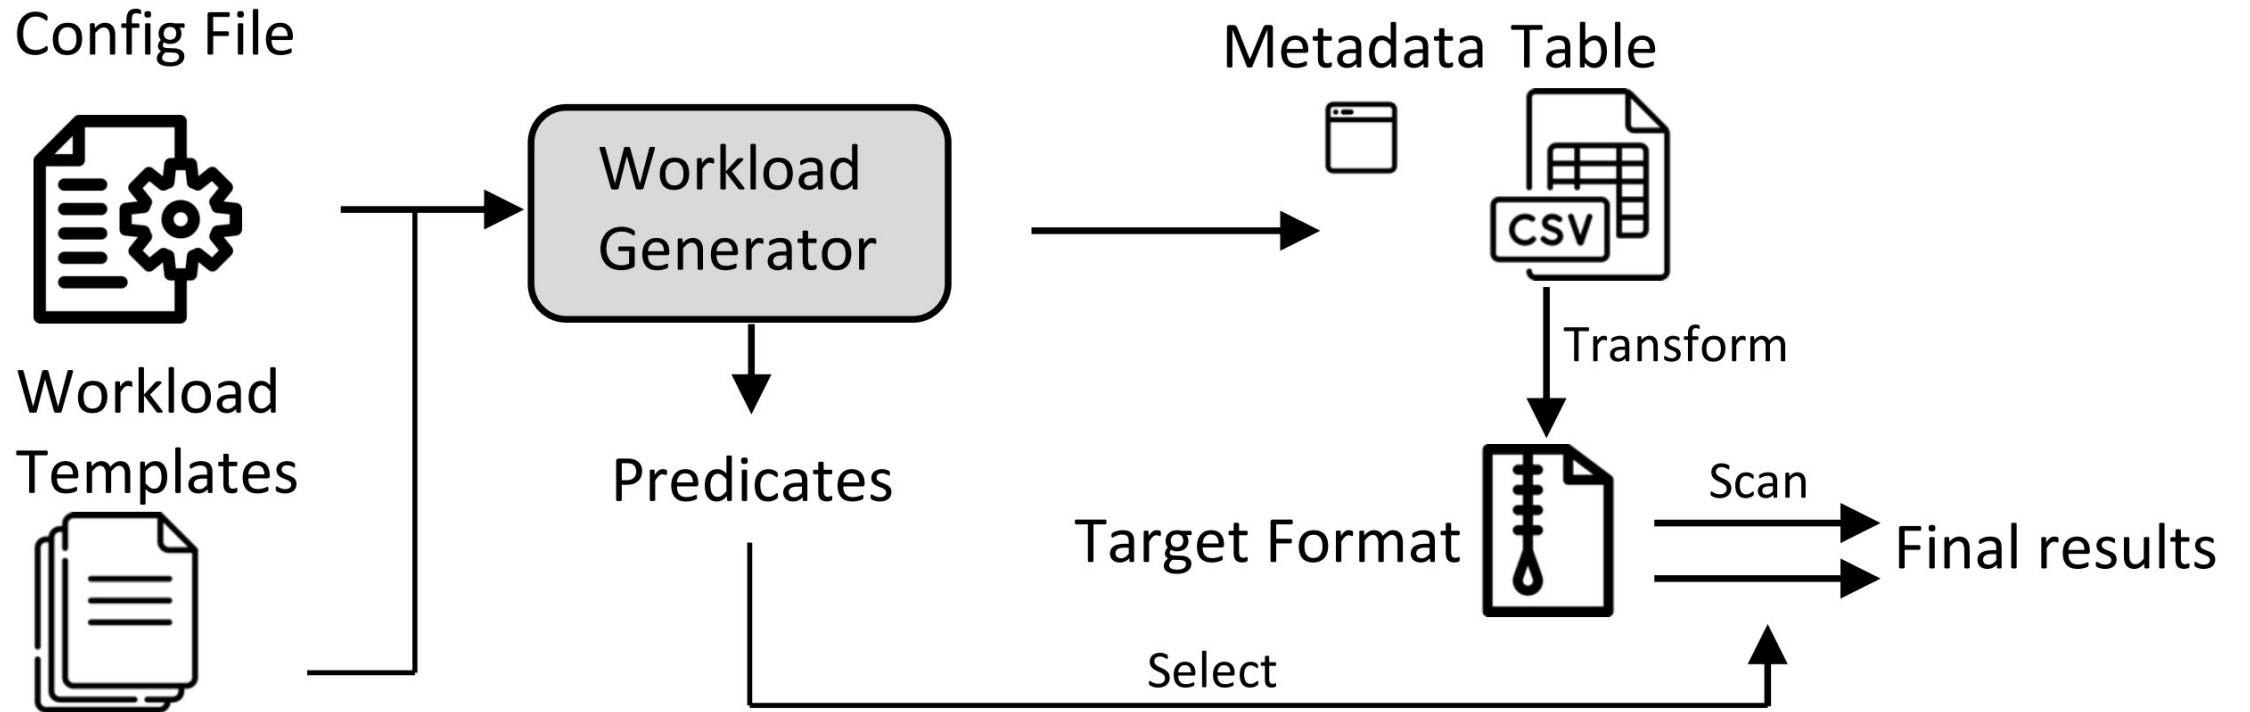 Config File
Workload
Templates
Workload
Generator
Predicates
Metadata Table
CSV
Transform
Target Format
Scan
Select
Final results